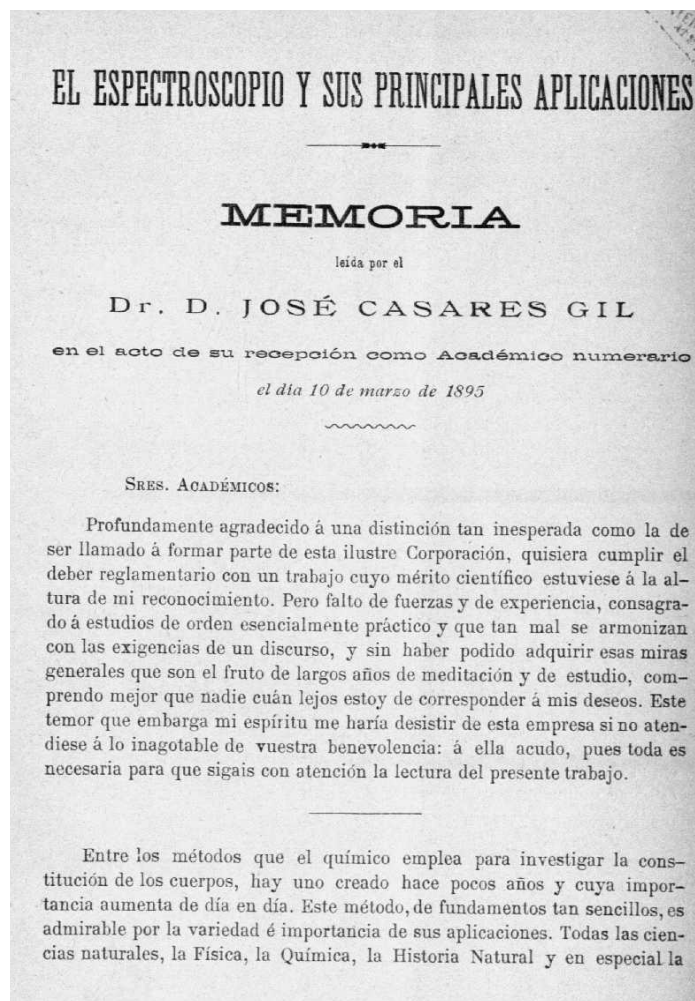 EL ESPECTROSCOPIO Y SUS PRINCIPALES APLICACIONES
MEMORIA
leída por el
Dr. D. JOSÉ CASARES GIL
en el acto de su recepción como Académico numerario
el día 10 de marzo de 1895
SRES. ACADÉMICOS:
Profundamente agradecido á una distinción tan inesperada como la de
ser llamado á formar parte de esta ilustre Corporación, quisiera cumplir el
deber reglamentario con un trabajo cuyo mérito científico estuviese á la al-
tura de mi reconocimiento. Pero falto de fuerzas y de experiencia, consagra-
do á estudios de orden esencialmente práctico y que tan mal se armonizan
con las exigencias de un discurso, y sin haber podido adquirir esas miras
generales que son el fruto de largos años de meditación y de estudio, com-
prendo mejor que nadie cuán lejos estoy de corresponder á mis deseos. Este
temor que embarga mi espíritu me haría desistir de esta empresa si no aten-
diese á lo inagotable de vuestra benevolencia: á ella acudo, pues toda es
necesaria para que sigais con atención la lectura del presente trabajo.
Entre los métodos que el químico emplea para investigar la cons-
titución de los cuerpos, hay uno creado hace pocos años y cuya impor-
tancia aumenta de día en día. Este método, de fundamentos tan sencillos, es
admirable por la variedad é importancia de sus aplicaciones. Todas las cien-
cias naturales, la Física, la Química, la Historia Natural y en especial la